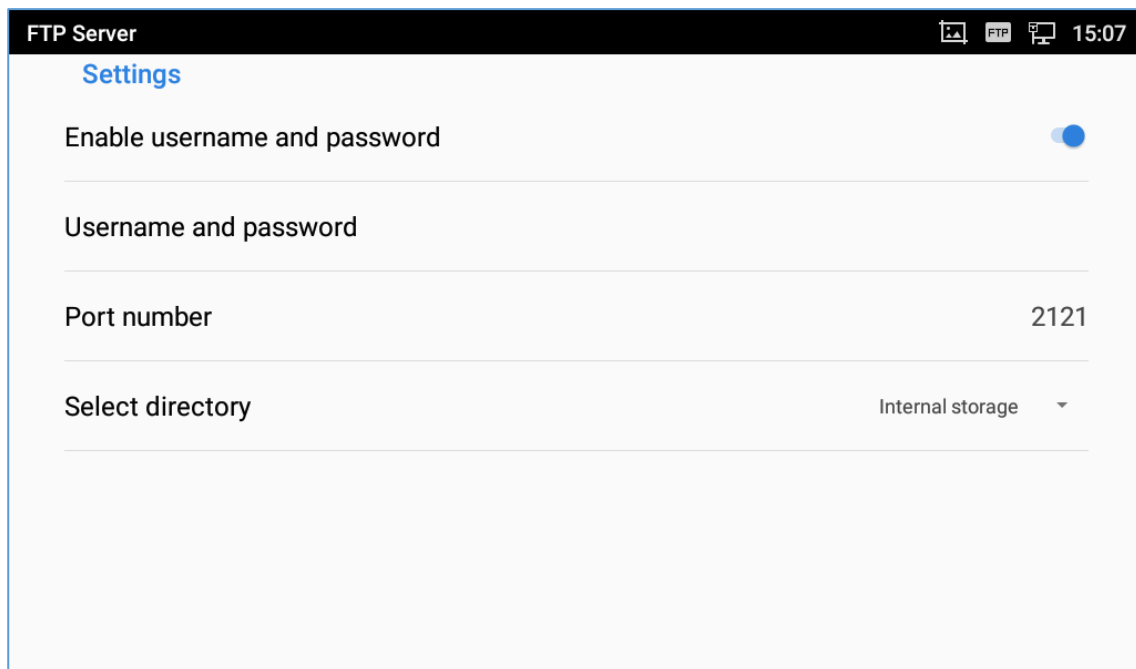 FTP Server FTP 15:07
Settings
Enable username and password
Username and password
Port number 2121
Select directory Internal storage